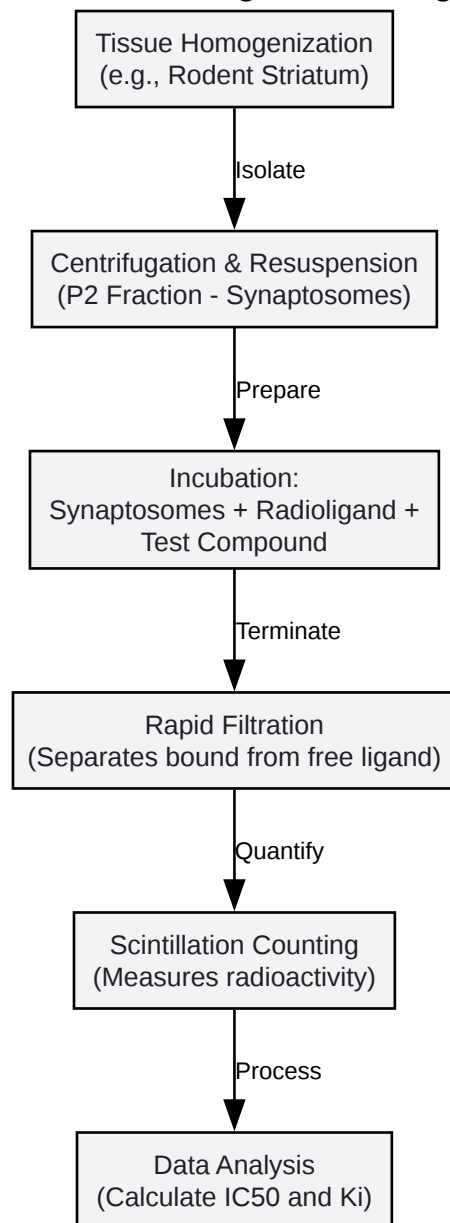 Tissue Homogenization
(e.g., Rodent Striatum)
Isolate
Centrifugation & Resuspension
(P2 Fraction - Synaptosomes)
Prepare
Incubation:
Synaptosomes + Radioligand +
Test Compound
Terminate
Rapid Filtration
(Separates bound from free ligand)
Quantify
Scintillation Counting
(Measures radioactivity)
Process
Data Analysis
(Calculate IC50 and Ki)